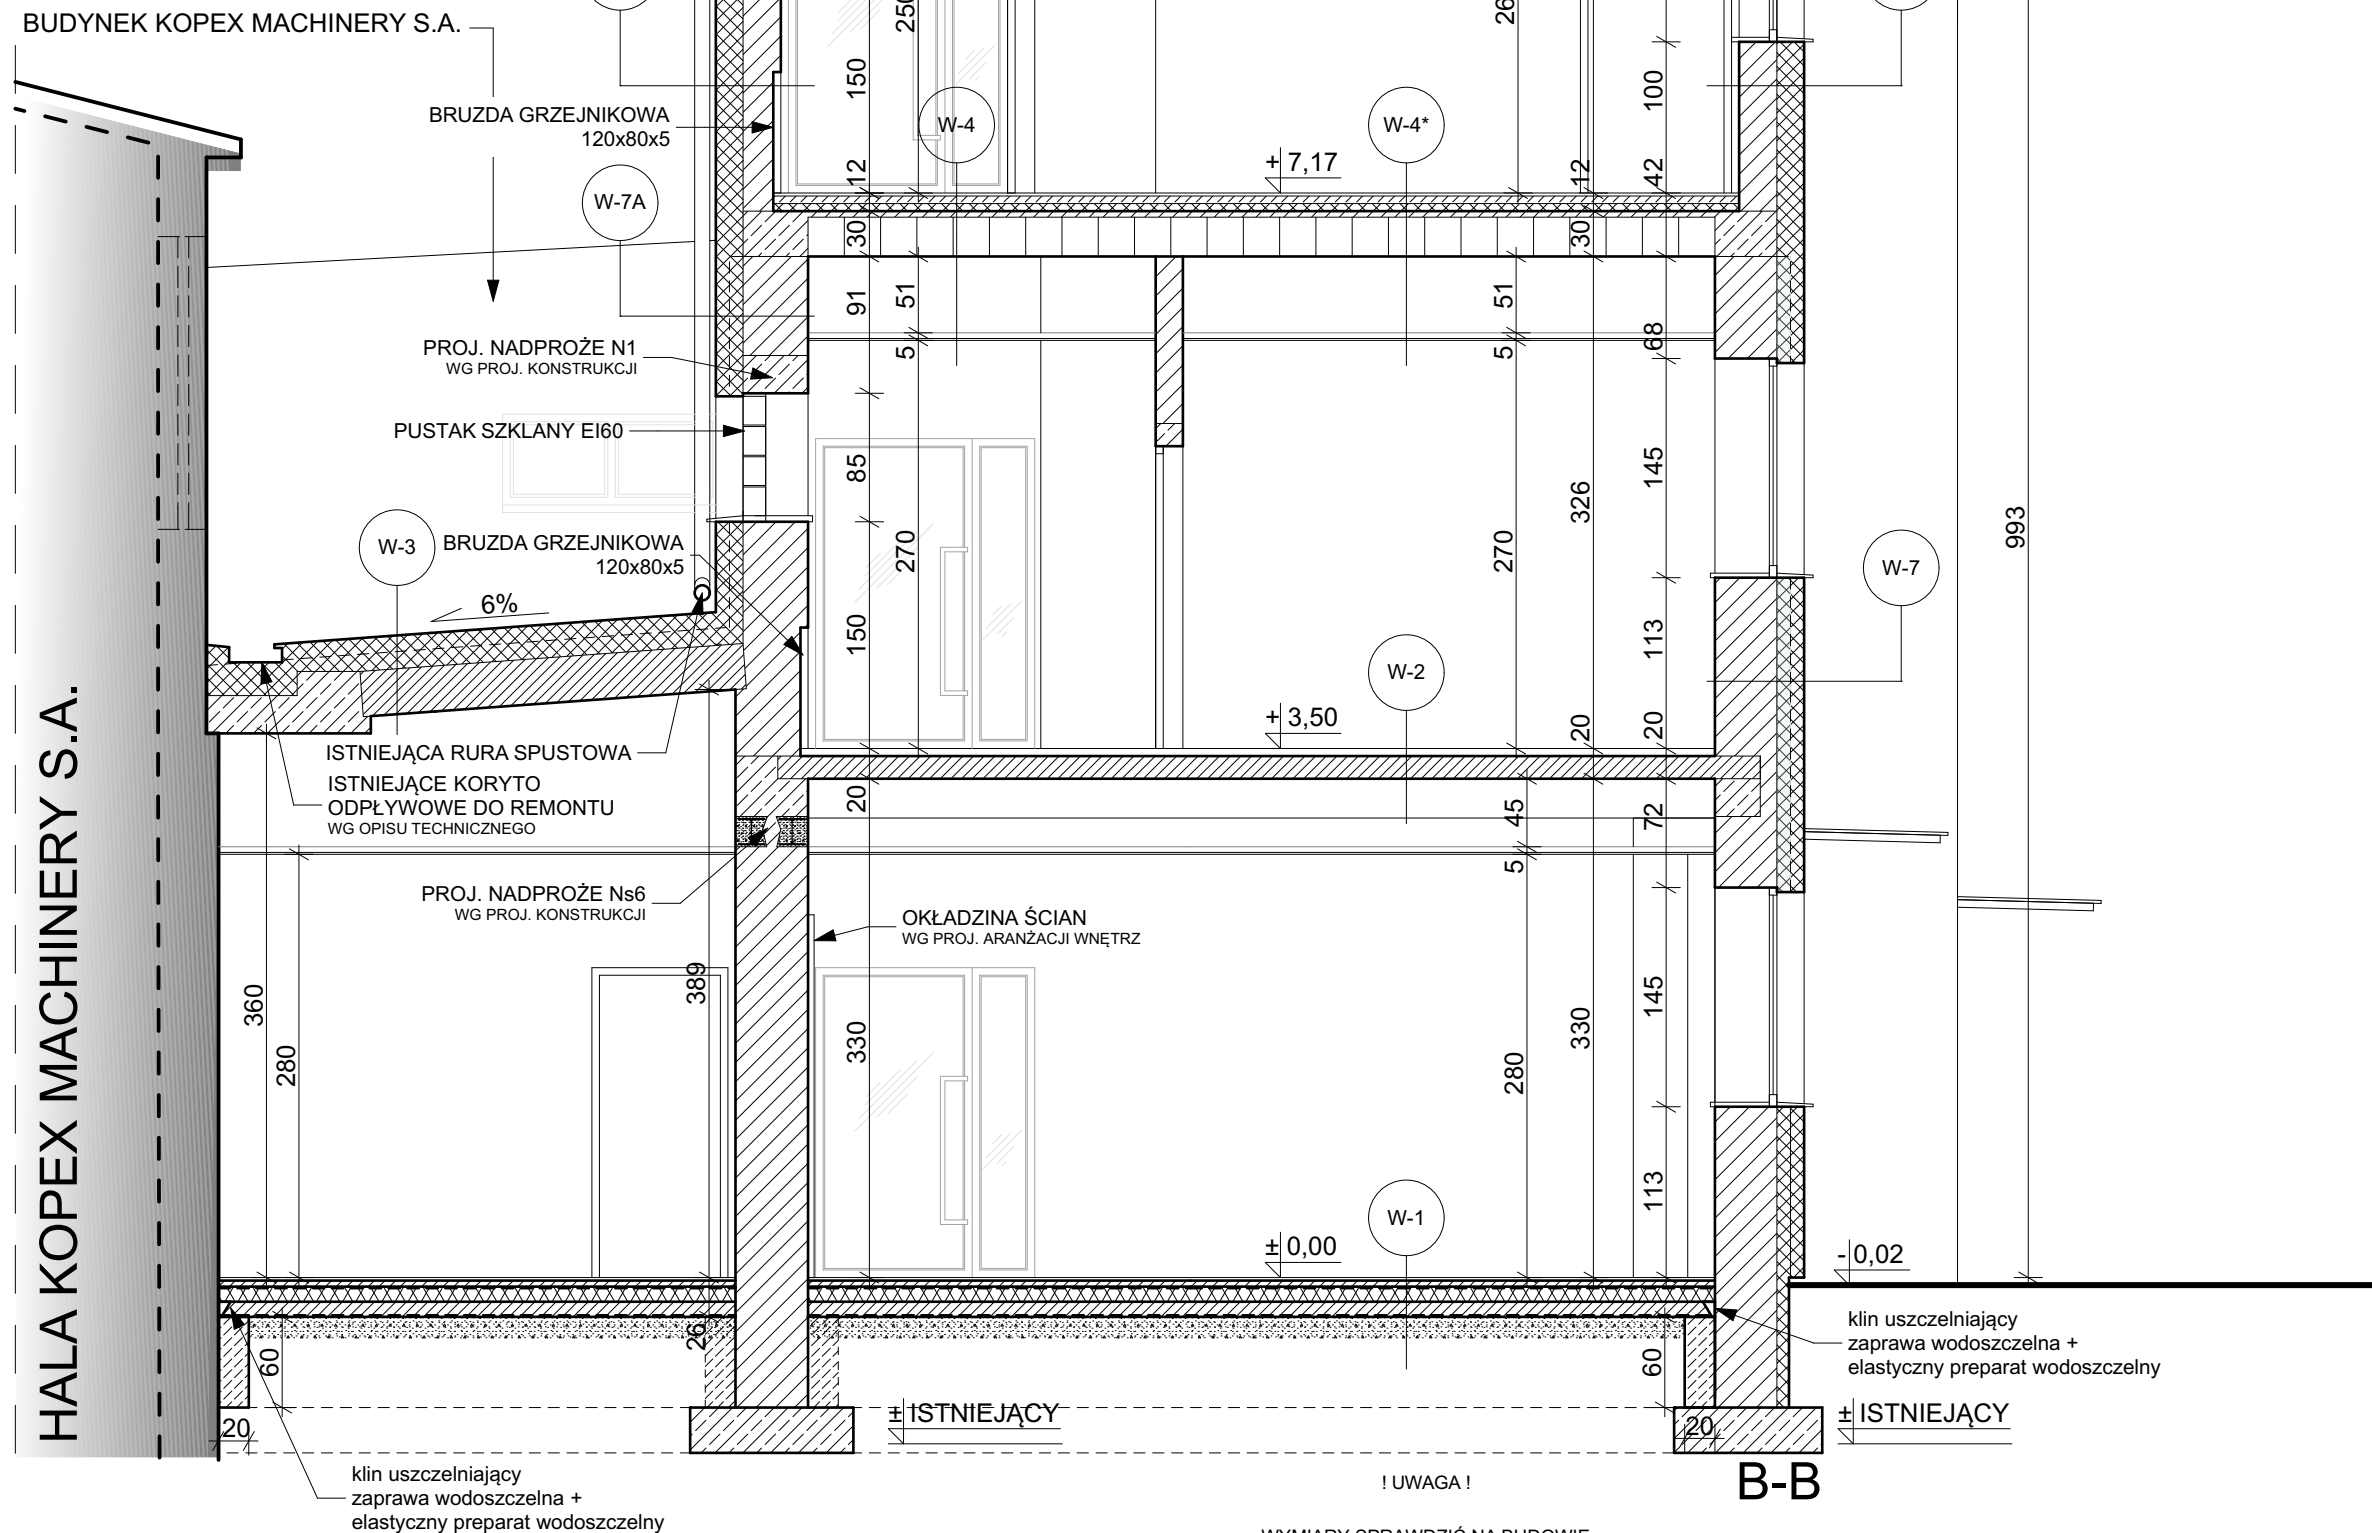 BUDYNEK KOPEX MACHINERY S.A.
250
26
150
100
BRUZDA GRZEJNIKOWA
120x80x5
W-4
W-4*
+ 7,17
12
12
42
W-7A
30
30
91
51
51
68
PROJ. NADPROŻE N1
WG PROJ. KONSTRUKCJI
5
5
PUSTAK SZKLANY EI60
85
145
326
270
270
993
W-3
BRUZDA GRZEJNIKOWA
120x80x5
W-7
6%
150
113
W-2
+ 3,50
20
20
ISTNIEJĄCA RURA SPUSTOWA
ISTNIEJĄCE KORYTO
ODPŁYWOWE DO REMONTU
WG OPISU TECHNICZNEGO
20
45
72
5
PROJ. NADPROŻE Ns6
WG PROJ. KONSTRUKCJI
OKŁADZINA ŚCIAN
WG PROJ. ARANŻACJI WNĘTRZ
360
389
280
330
280
330
145
113
W-1
± 0,00
- 0,02
HALA KOPEX MACHINERY S.A.
26
60
60
klin uszczelniający
zaprawa wodoszczelna +
elastyczny preparat wodoszczelny
20
± ISTNIEJĄCY
20
± ISTNIEJĄCY
klin uszczelniający
zaprawa wodoszczelna +
elastyczny preparat wodoszczelny
! UWAGA !
B-B
WYMIARY SPRAWDZIĆ NA BUDOWIE